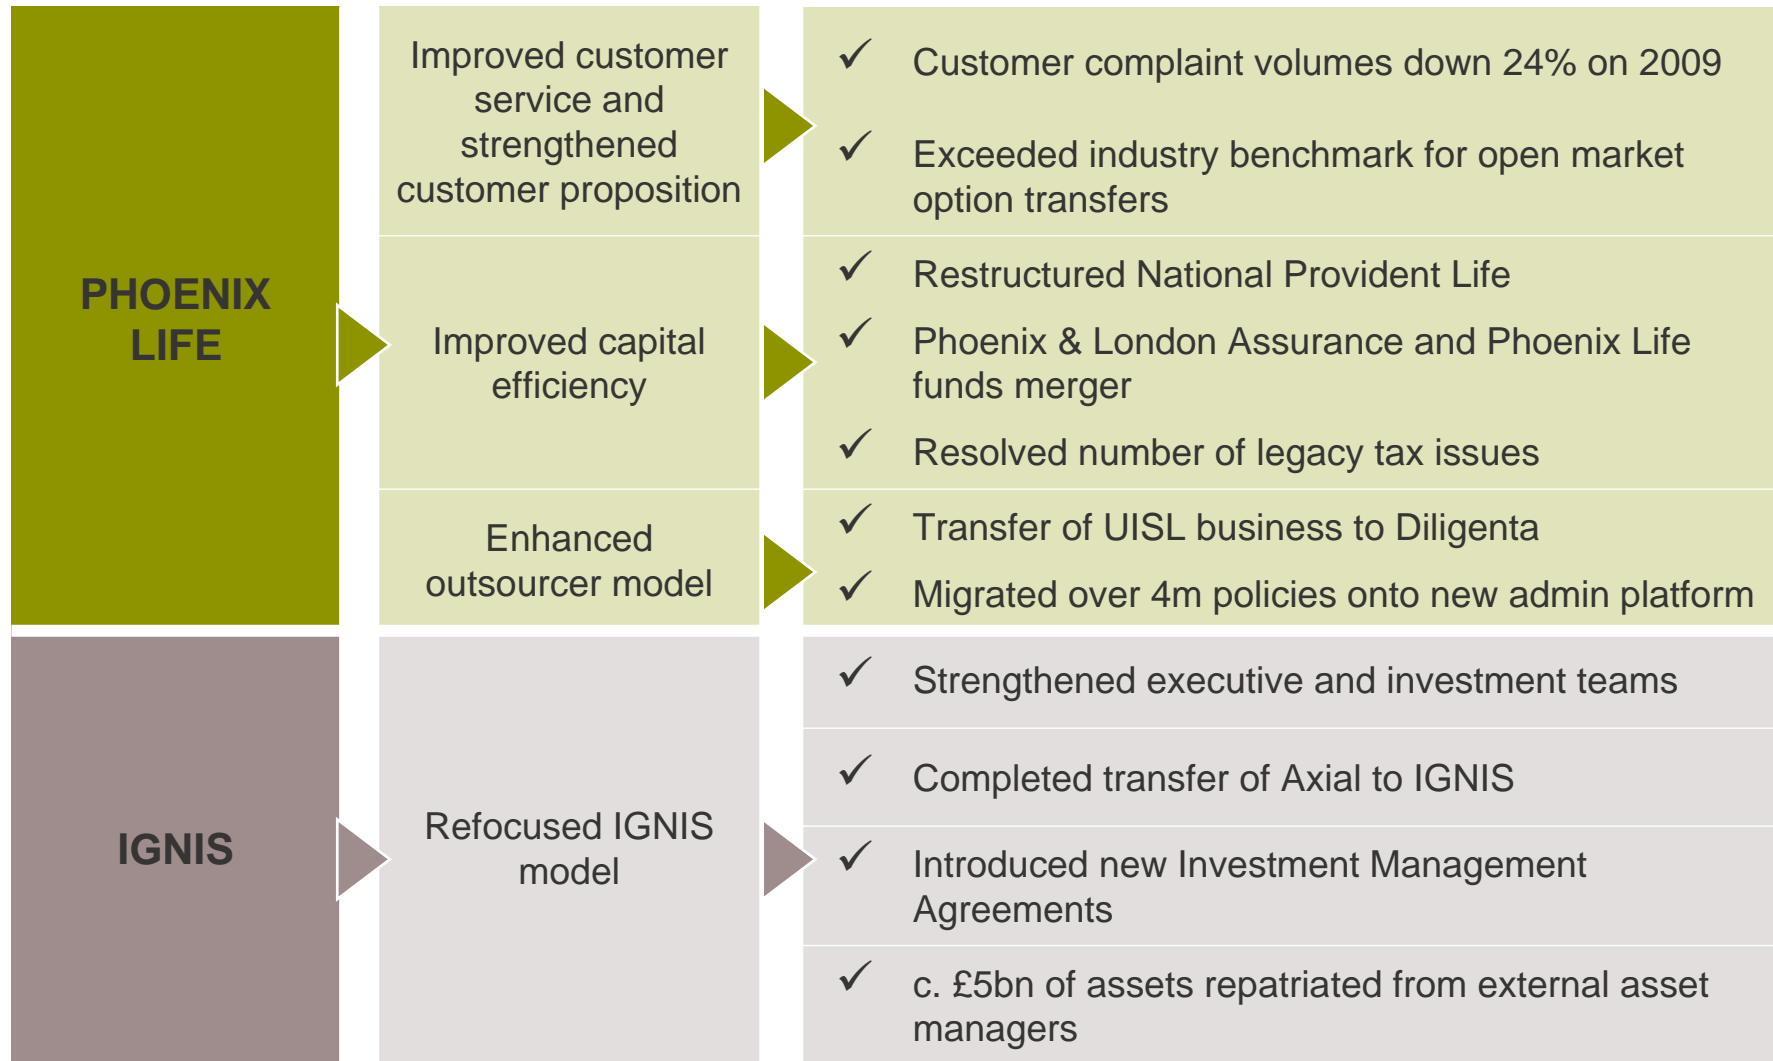 PHOENIX
LIFE
Improved customer
service and
strengthened
customer proposition
✓ Customer complaint volumes down 24% on 2009
✓ Exceeded industry benchmark for open market
option transfers
Improved capital
efficiency
✓ Restructured National Provident Life
✓ Phoenix & London Assurance and Phoenix Life
funds merger
✓ Resolved number of legacy tax issues
Enhanced
outsourcer model
✓ Transfer of UISL business to Diligenta
✓ Migrated over 4m policies onto new admin platform
IGNIS
Refocused IGNIS
model
✓ Strengthened executive and investment teams
✓ Completed transfer of Axial to IGNIS
✓ Introduced new Investment Management
Agreements
✓ c. £5bn of assets repatriated from external asset
managers